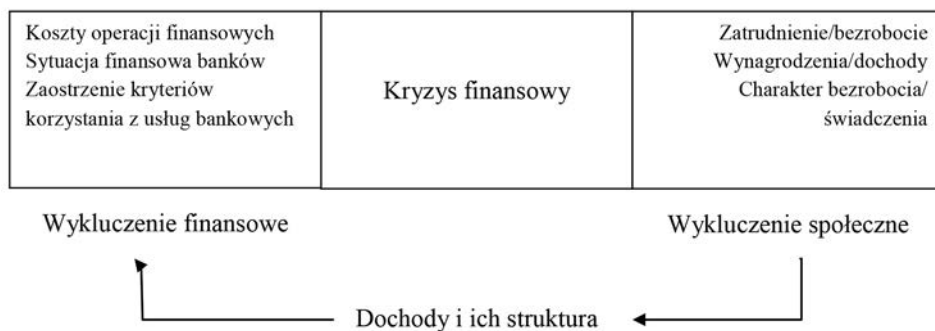 Koszty operacji finansowych
Sytuacja finansowa banków
Zaostrzenie kryteriów
korzystania z usług bankowych
Kryzys finansowy
Zatrudnienie/bezrobocie
Wynagrodzenia/dochody
Charakter bezrobocia/
świadczenia
Wykluczenie finansowe
Wykluczenie społeczne
Dochody i ich struktura